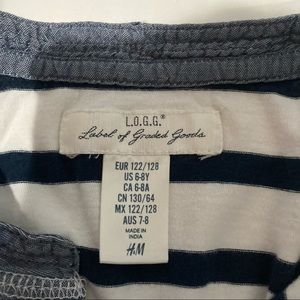 L.O.G.G.®
Label of Graded Goods
EUR 122/128
US 6-8Y
CA 6-8A
CN 130/64
MX 122/128
AUS 7-8
MADE IN
INDIA
H&M